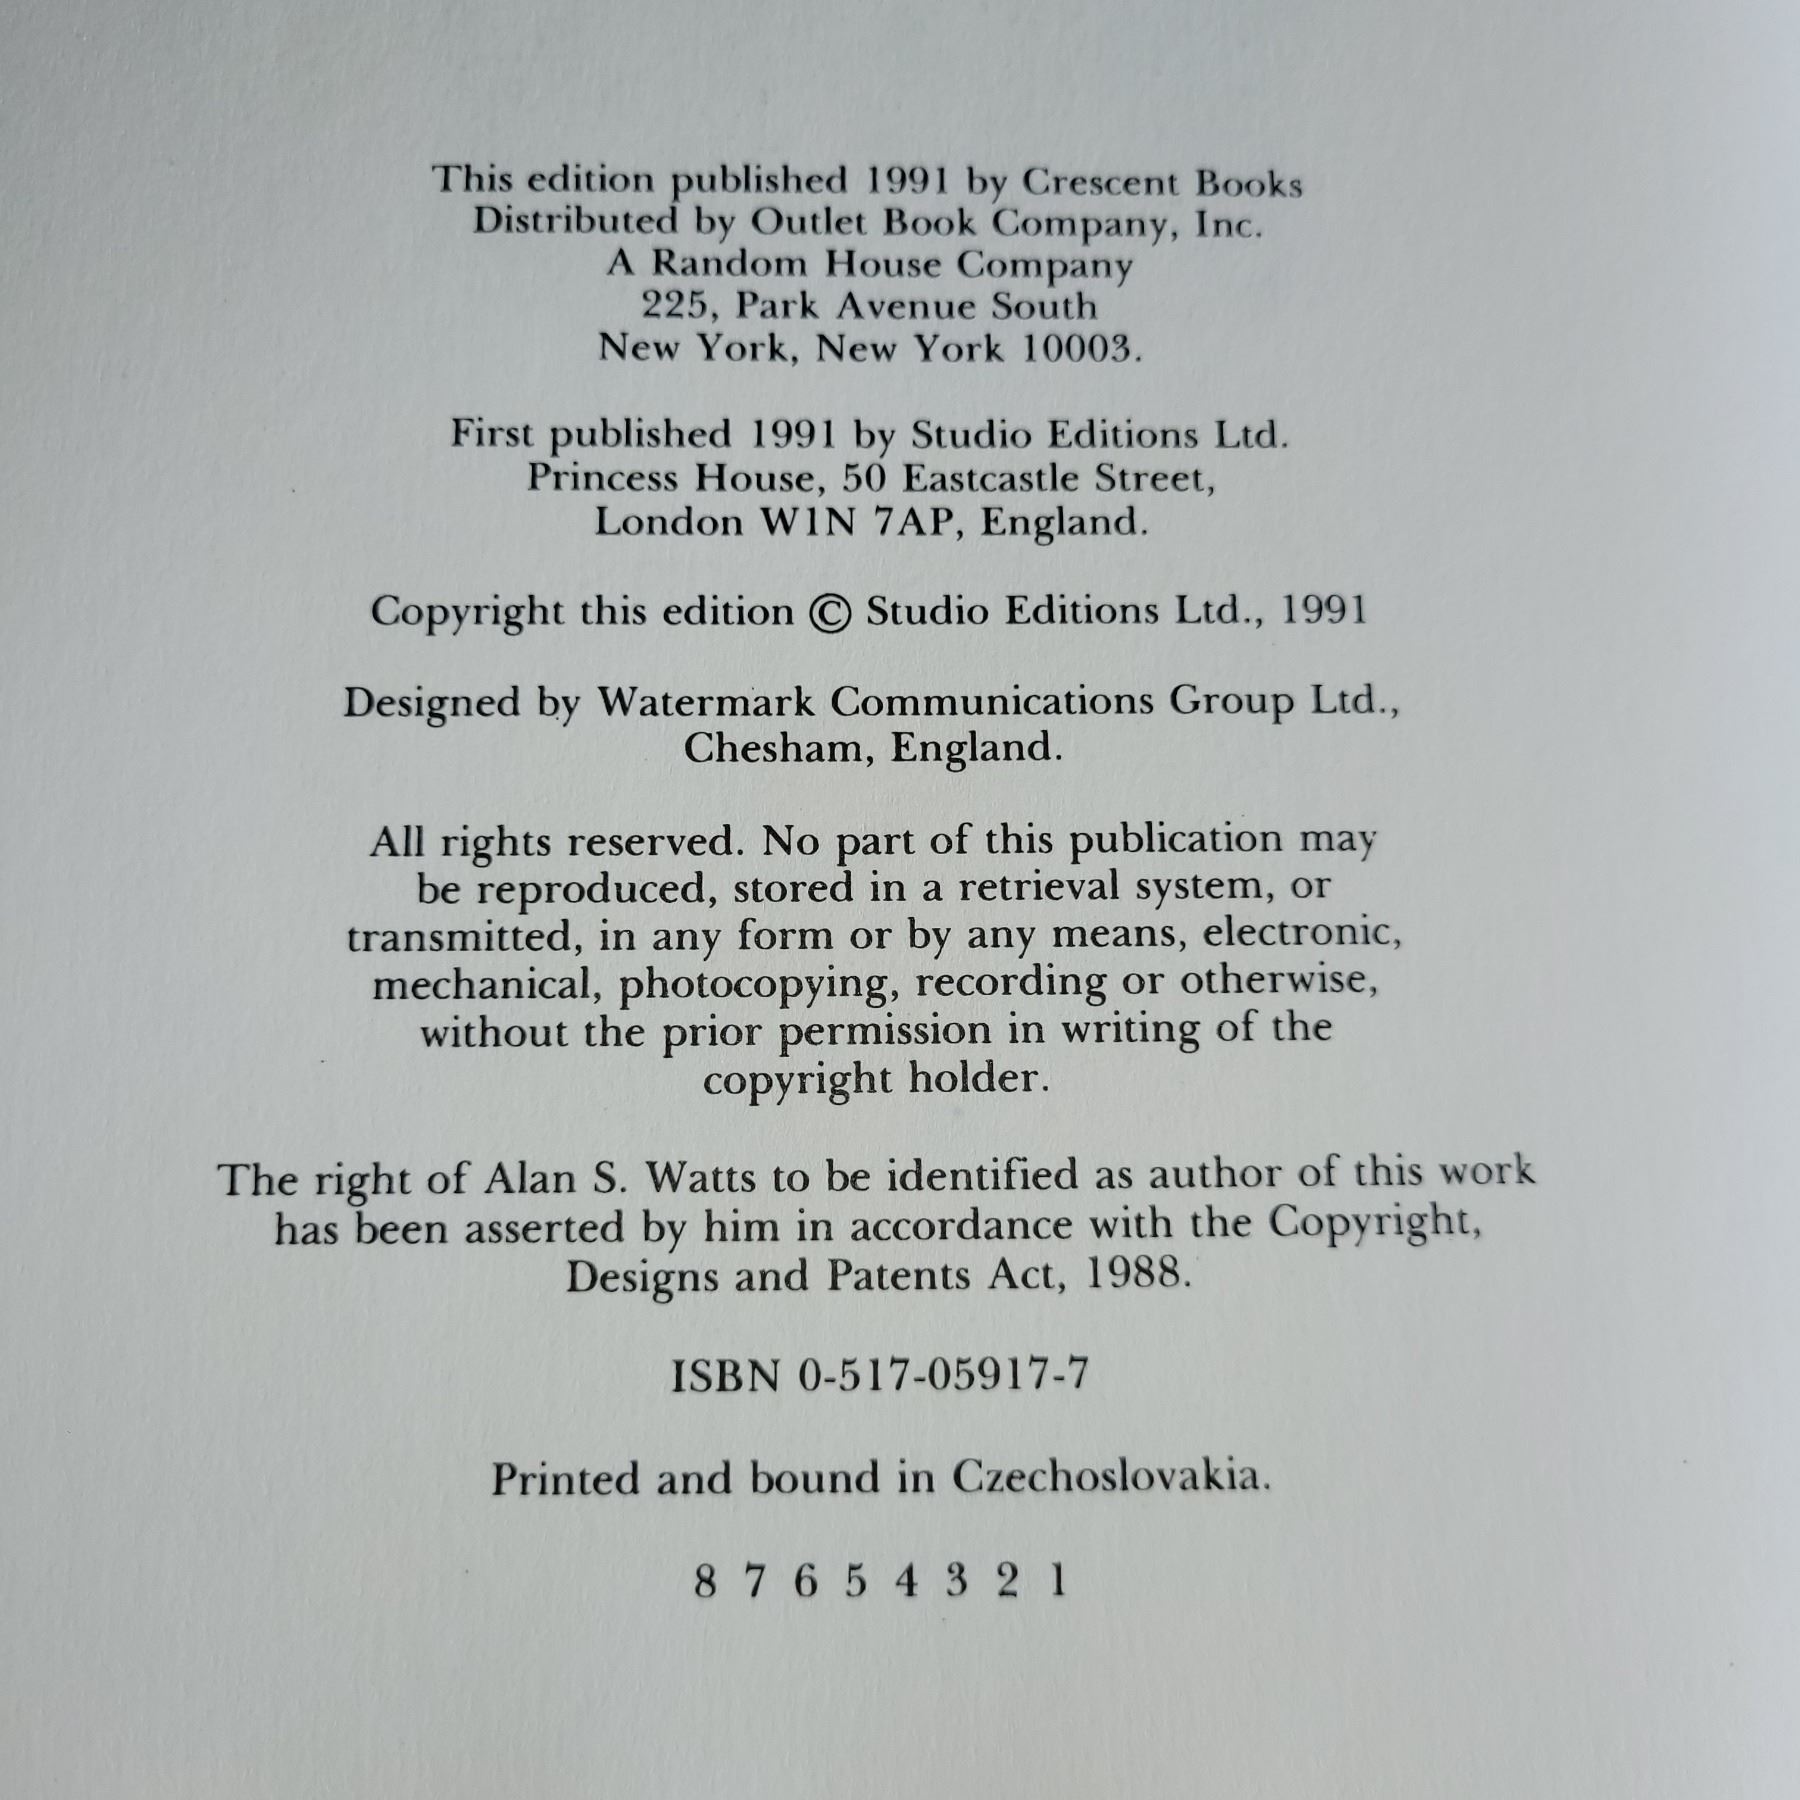 This edition published 1991 by Crescent Books
Distributed by Outlet Book Company, Inc.
A Random House Company
225, Park Avenue South
New York, New York 10003.
First published 1991 by Studio Editions Ltd.
Princess House, 50 Eastcastle Street,
London W1N 7AP, England.
Copyright this edition © Studio Editions Ltd., 1991
Designed by Watermark Communications Group Ltd.,
Chesham, England.
All rights reserved. No part of this publication may
be reproduced, stored in a retrieval system, or
transmitted, in any form or by any means, electronic,
mechanical, photocopying, recording or otherwise,
without the prior permission in writing of the
copyright holder.
The right of Alan S. Watts to be identified as author of this work
has been asserted by him in accordance with the Copyright,
Designs and Patents Act, 1988.
ISBN 0-517-05917-7
Printed and bound in Czechoslovakia.
8 7 6 5 4 3 2 1